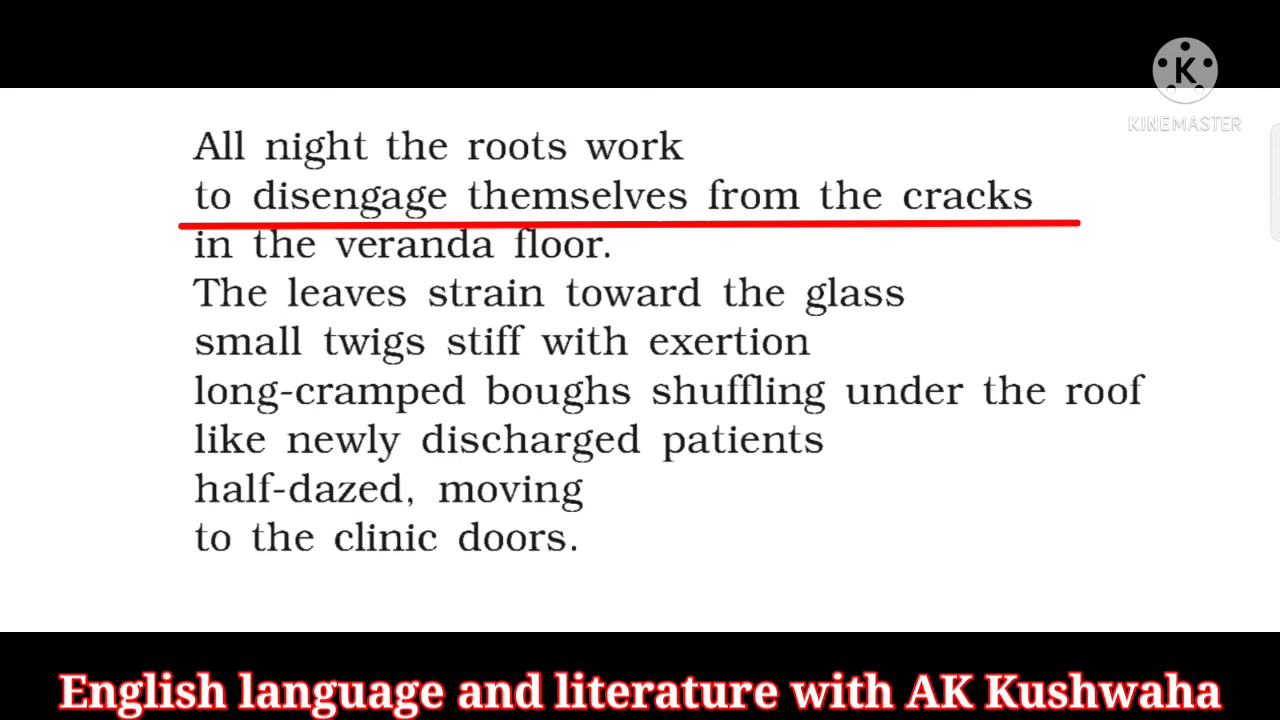 K
KINEMASTER
All night the roots work
to disengage themselves from the cracks
in the veranda floor.
The leaves strain toward the glass
small twigs stiff with exertion
long-cramped boughs shuffling under the roof
like newly discharged patients
half-dazed, moving
to the clinic doors.
English language and literature with AK Kushwaha